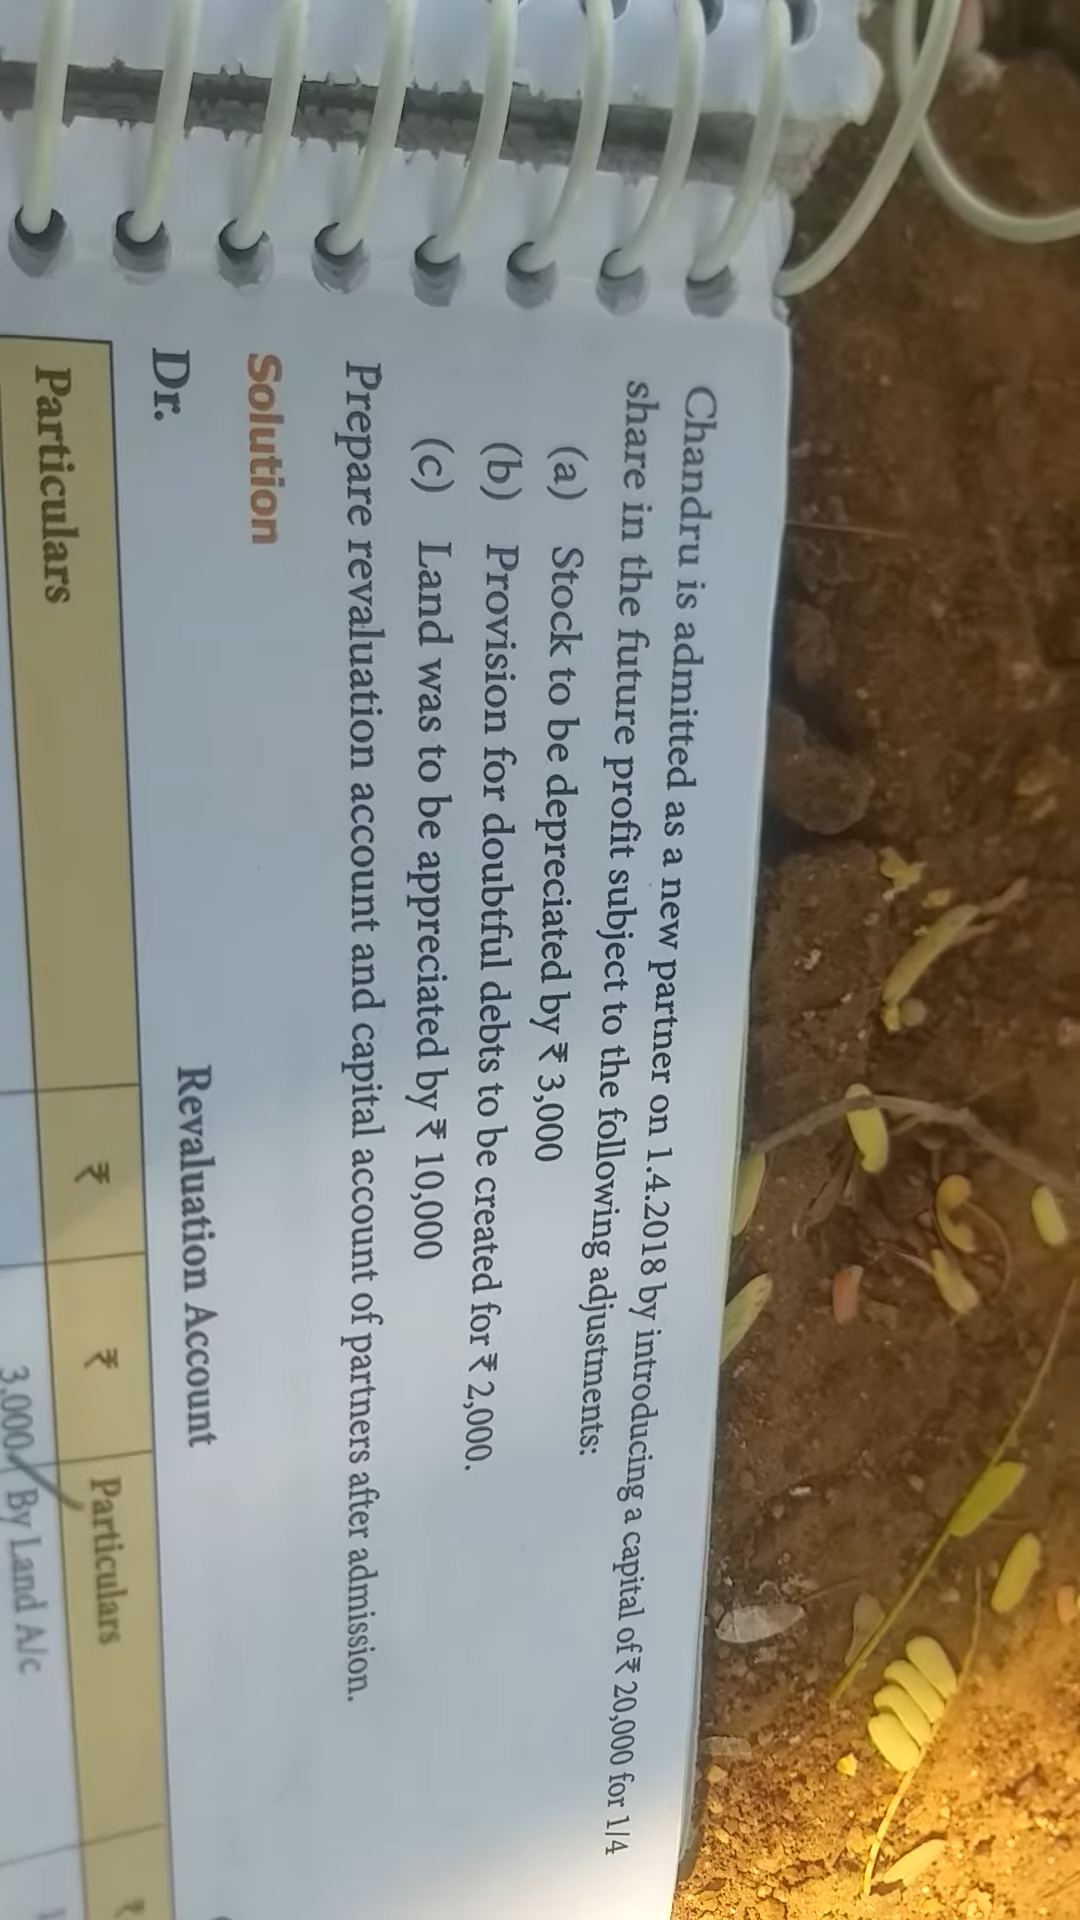 Chandru is admitted as a new partner on 1.4.2018 by introducing a capital of ₹ 20,000 for 1/4
share in the future profit subject to the following adjustments:
(a) Stock to be depreciated by ₹ 3,000
(b) Provision for doubtful debts to be created for ₹ 2,000.
(c) Land was to be appreciated by ₹ 10,000
Prepare revaluation account and capital account of partners after admission.
Solution
Dr. Revaluation Account
Particulars ₹ ₹ Particulars ₹
3,000 By Land A/c